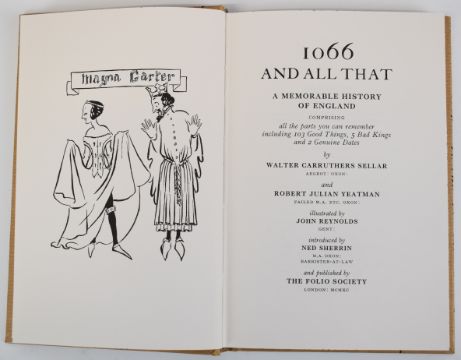 Magna Garter
1066
AND ALL THAT
A MEMORABLE HISTORY
OF ENGLAND
COMPRISING
all the parts you can remember
including 103 Good Things, 5 Bad Kings
and 2 Genuine Dates
by
WALTER CARRUTHERS SELLAR
AEGROT: OXON:
and
ROBERT JULIAN YEATMAN
FAILED M.A. ETC. OXON:
illustrated by
JOHN REYNOLDS
GENT:
introduced by
NED SHERRIN
M.A. OXON:
BARRISTER-AT-LAW
and published by
THE FOLIO SOCIETY
LONDON: MCMXC